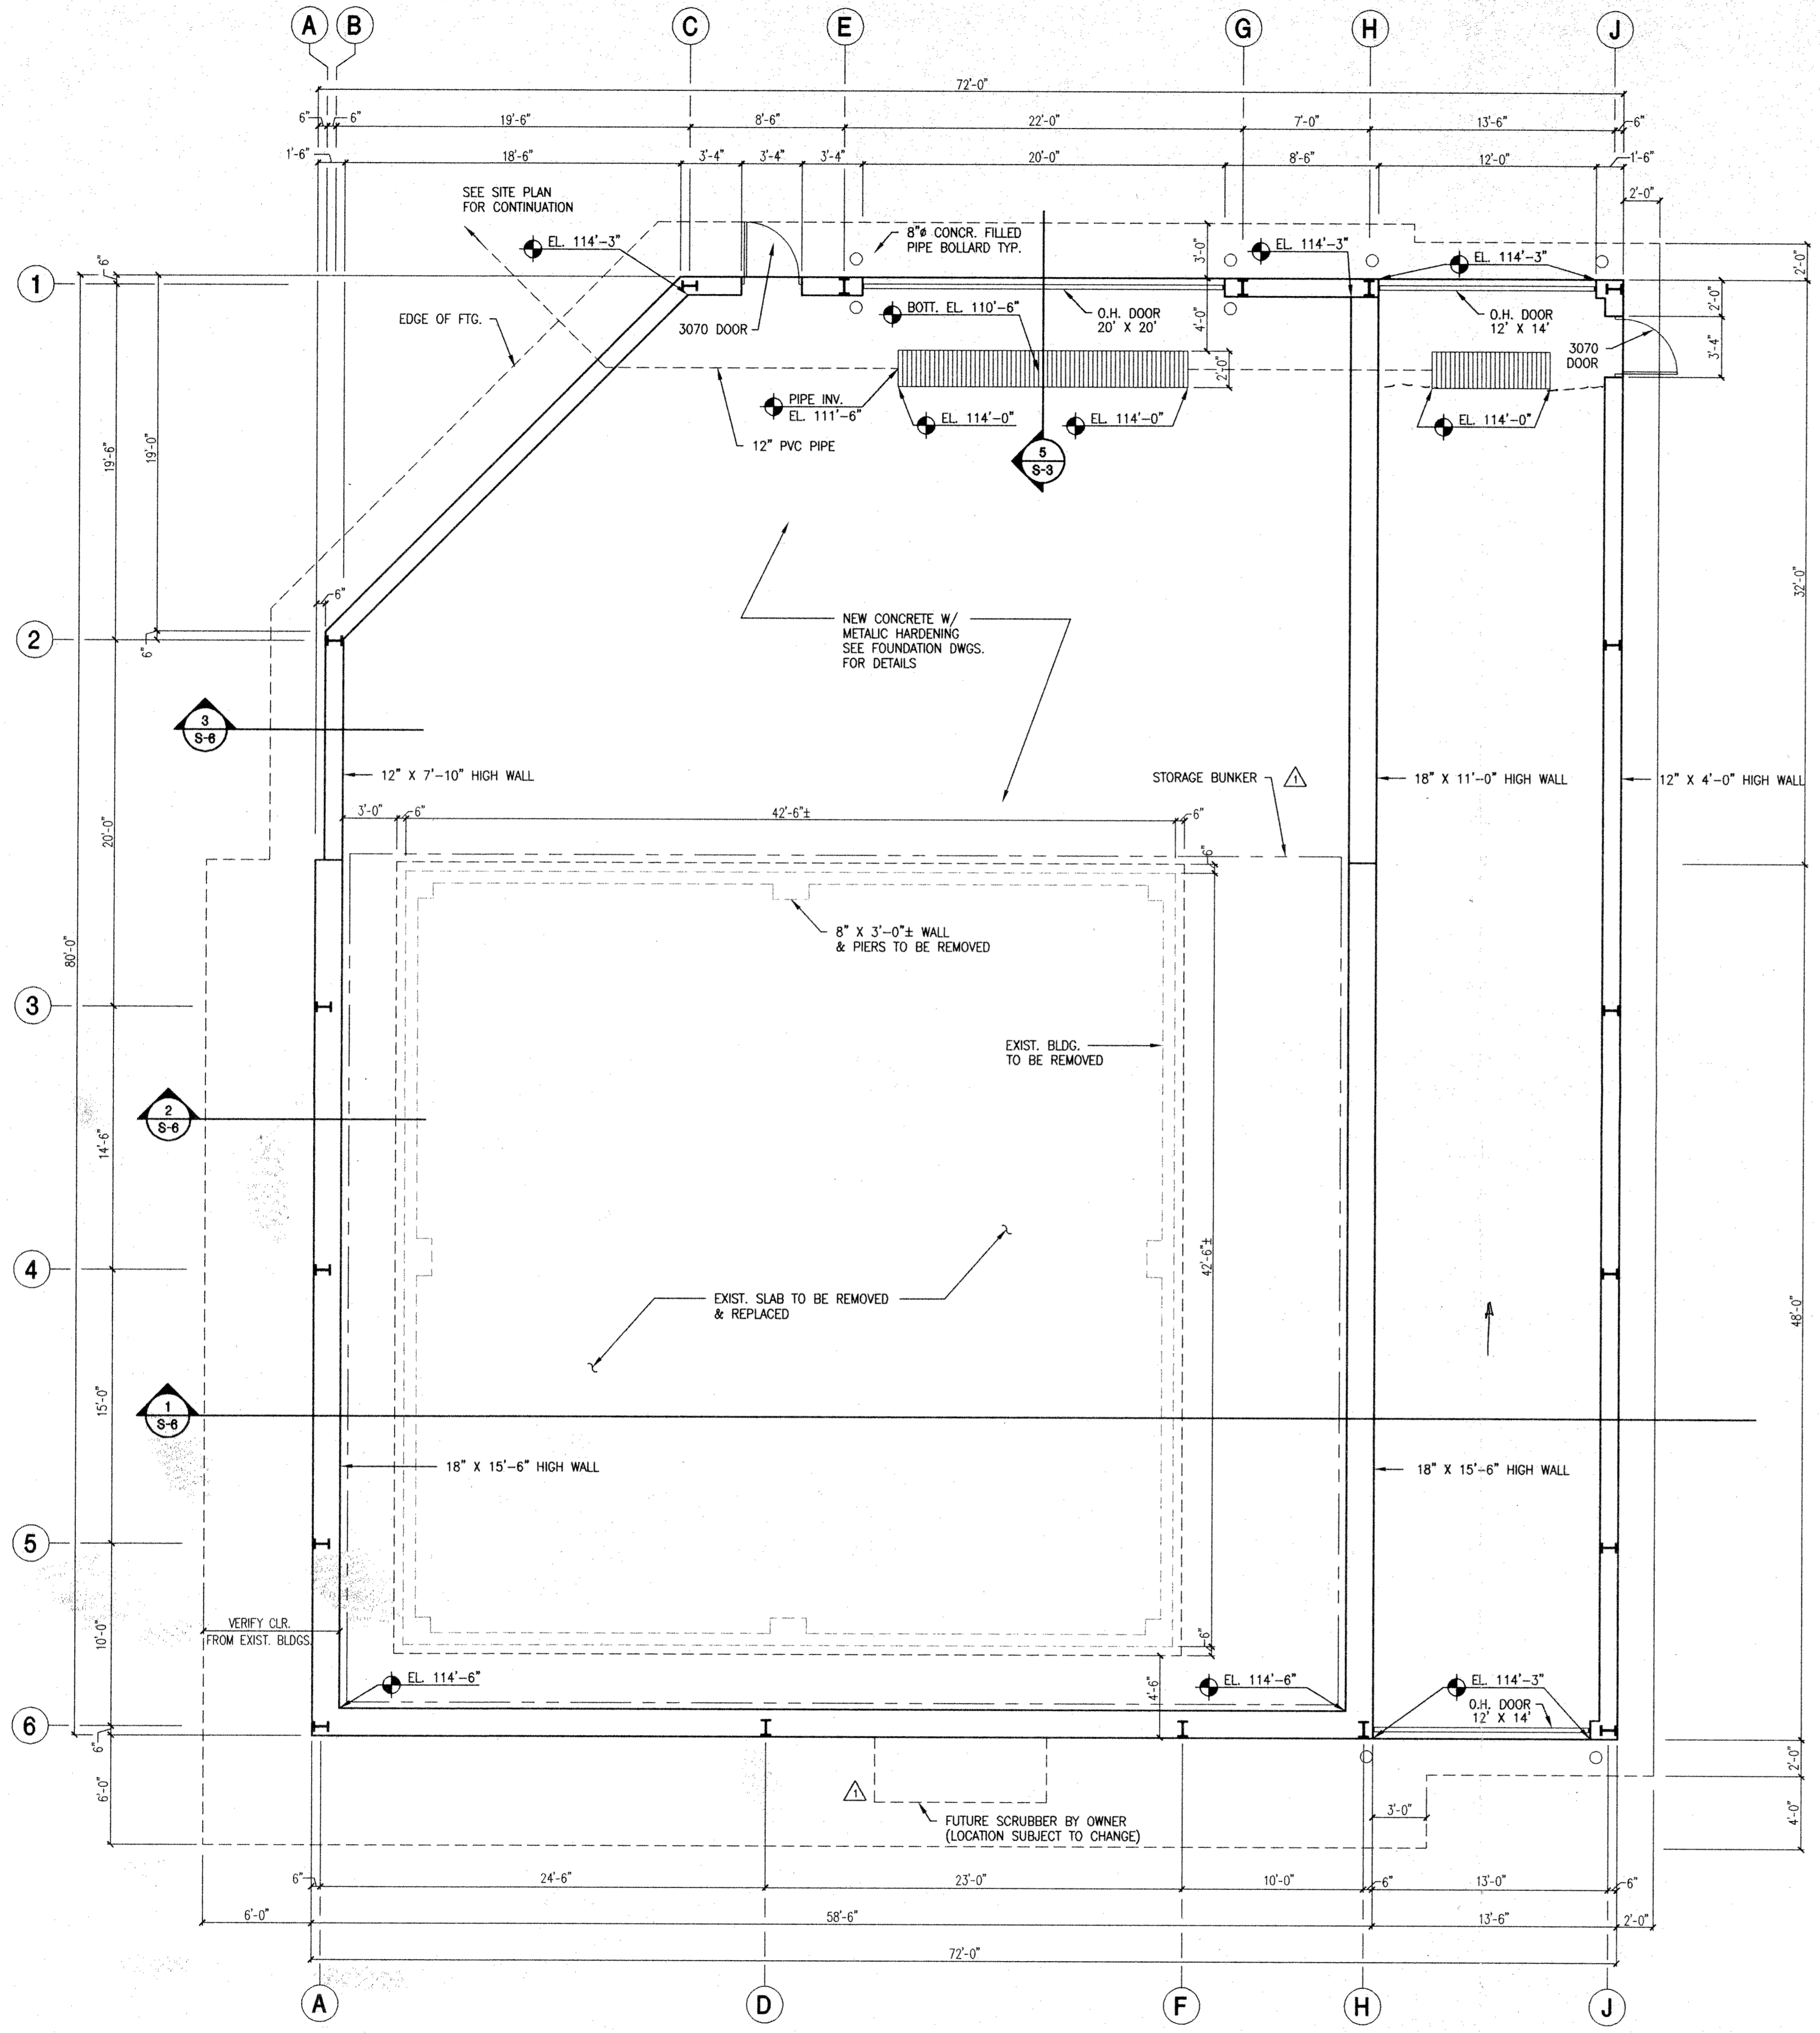 A B C E G H J
72'-0"
6" 6" 19'-6" 8'-6" 22'-0" 7'-0" 13'-6" 6"
1'-6" 18'-6" 3'-4" 3'-4" 3'-4" 20'-0" 8'-6" 12'-0" 1'-6"
2'-0"
SEE SITE PLAN
FOR CONTINUATION
8"ø CONCR. FILLED
PIPE BOLLARD TYP.
EL. 114'-3"
EL. 114'-3"
EL. 114'-3"
3'-0"
2'-0"
6"
1
EDGE OF FTG.
3070 DOOR
BOTT. EL. 110'-6"
O.H. DOOR
20' X 20'
4'-0"
O.H. DOOR
12' X 14'
2'-0"
3070
DOOR
3'-4"
2'-0"
PIPE INV.
EL. 111'-6"
EL. 114'-0"
EL. 114'-0"
EL. 114'-0"
12" PVC PIPE
5
S-3
19'-6"
19'-0"
32'-0"
6"
2
6"
NEW CONCRETE W/
METALIC HARDENING
SEE FOUNDATION DWGS.
FOR DETAILS
3
S-6
12" X 7'-10" HIGH WALL
STORAGE BUNKER
1
18" X 11'-0" HIGH WALL
12" X 4'-0" HIGH WALL
3'-0" 6" 42'-6"± 6"
20'-0"
6"
8" X 3'-0"± WALL
& PIERS TO BE REMOVED
80'-0"
3
EXIST. BLDG.
TO BE REMOVED
2
S-6
14'-6"
42'-6"±
4
EXIST. SLAB TO BE REMOVED
& REPLACED
48'-0"
15'-0"
1
S-6
18" X 15'-6" HIGH WALL
18" X 15'-6" HIGH WALL
5
VERIFY CLR.
FROM EXIST. BLDGS.
10'-0"
6"
EL. 114'-6"
4'-6"
EL. 114'-6"
EL. 114'-3"
O.H. DOOR
12' X 14'
6
6"
6'-0"
1
FUTURE SCRUBBER BY OWNER
(LOCATION SUBJECT TO CHANGE)
3'-0"
2'-0"
4'-0"
6" 24'-6" 23'-0" 10'-0" 6" 13'-0" 6"
6'-0" 58'-6" 13'-6" 2'-0"
72'-0"
A D F H J